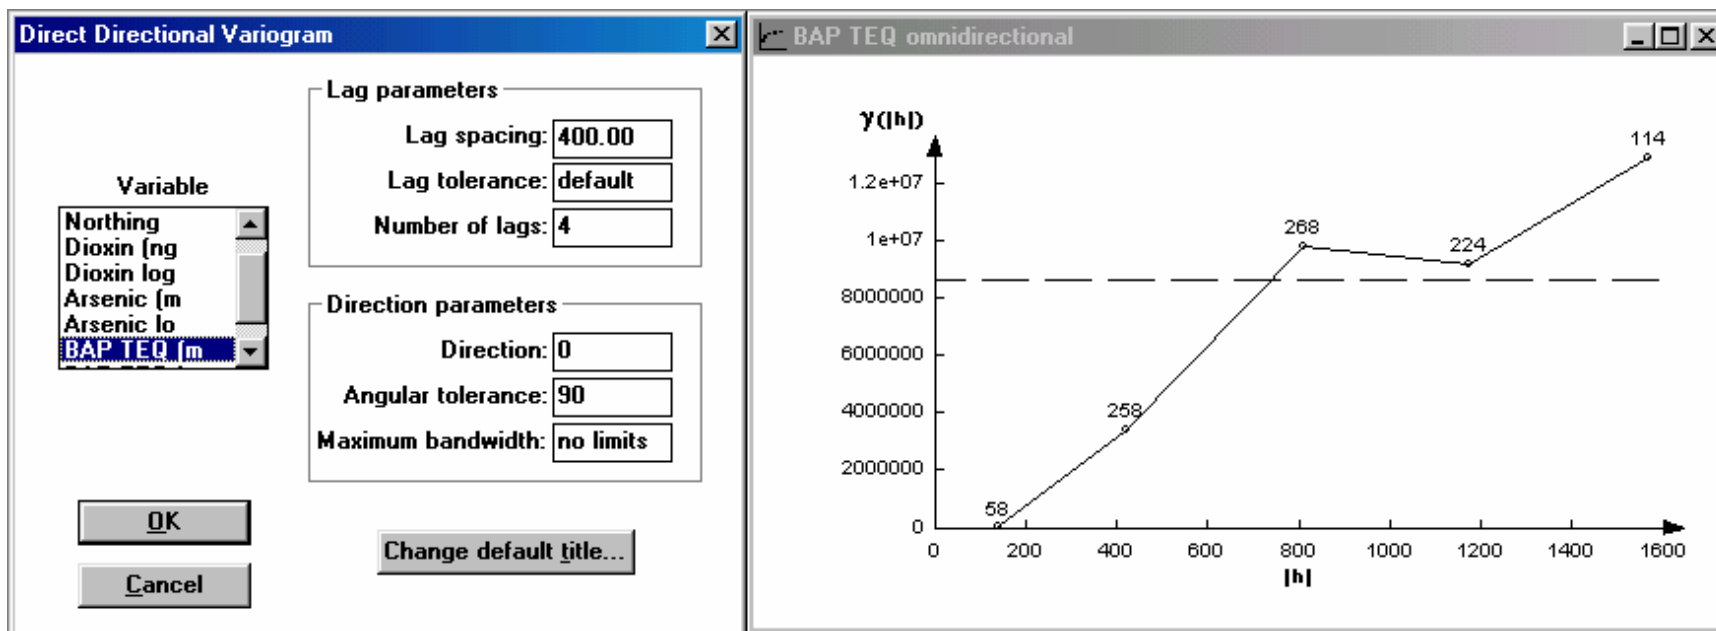 Direct Directional Variogram
Lag parameters
Lag spacing: 400.00
Lag tolerance: default
Number of lags: 4
Variable
Northing
Dioxin (ng
Dioxin log
Arsenic (m
Arsenic lo
BAP TEQ (m
Direction parameters
Direction: 0
Angular tolerance: 90
Maximum bandwidth: no limits
OK
Cancel
Change default title...
BAP TEQ omnidirectional
γ(|h|)
1.2e+07
1e+07
8000000
6000000
4000000
2000000
0
58
258
268
224
114
0 200 400 600 800 1000 1200 1400 1600
|h|